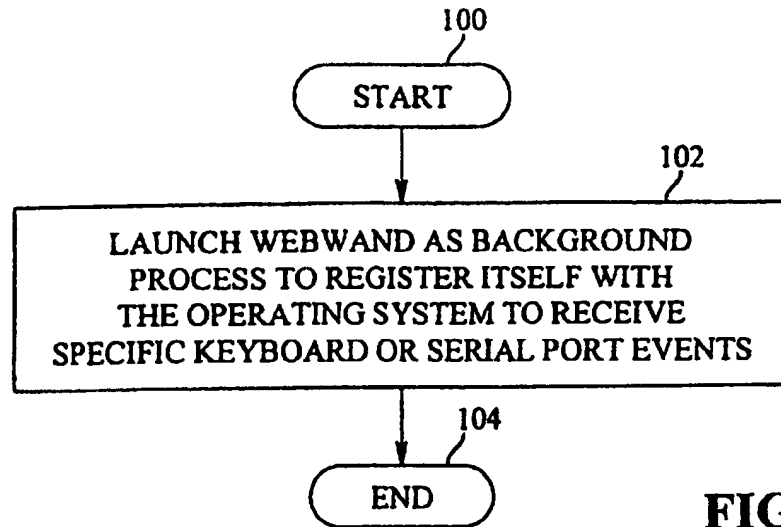 100
START
102
LAUNCH WEBWAND AS BACKGROUND
PROCESS TO REGISTER ITSELF WITH
THE OPERATING SYSTEM TO RECEIVE
SPECIFIC KEYBOARD OR SERIAL PORT EVENTS
104
END
FIG